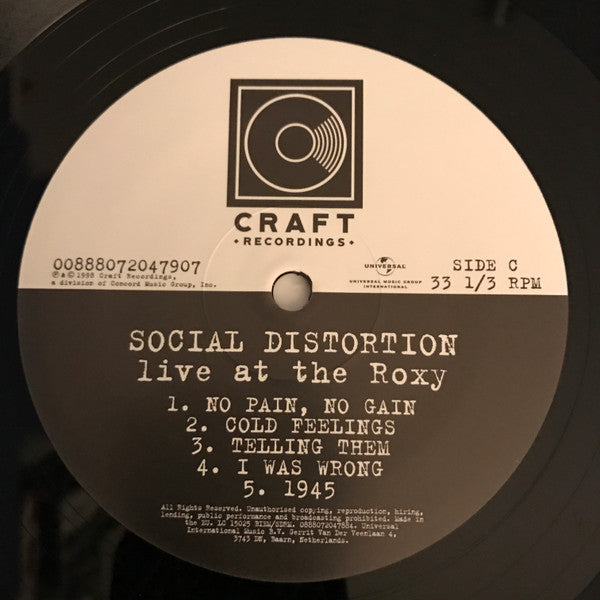 CRAFT
• RECORDINGS •
00888072047907
℗ & © 1998 Craft Recordings,
a division of Concord Music Group, Inc.
UNIVERSAL
UNIVERSAL MUSIC GROUP
INTERNATIONAL
SIDE C
33 1/3 RPM
SOCIAL DISTORTION
live at the Roxy
1. NO PAIN, NO GAIN
2. COLD FEELINGS
3. TELLING THEM
4. I WAS WRONG
5. 1945
All Rights Reserved. Unauthorised copying, reproduction, hiring,
lending, public performance and broadcasting prohibited. Made in
the EU. LC 15025 BIEM/SDRM. 0888072047884. Universal
International Music B.V. Gerrit Van Der Veenlaan 4,
3743 DN, Baarn, Netherlands.